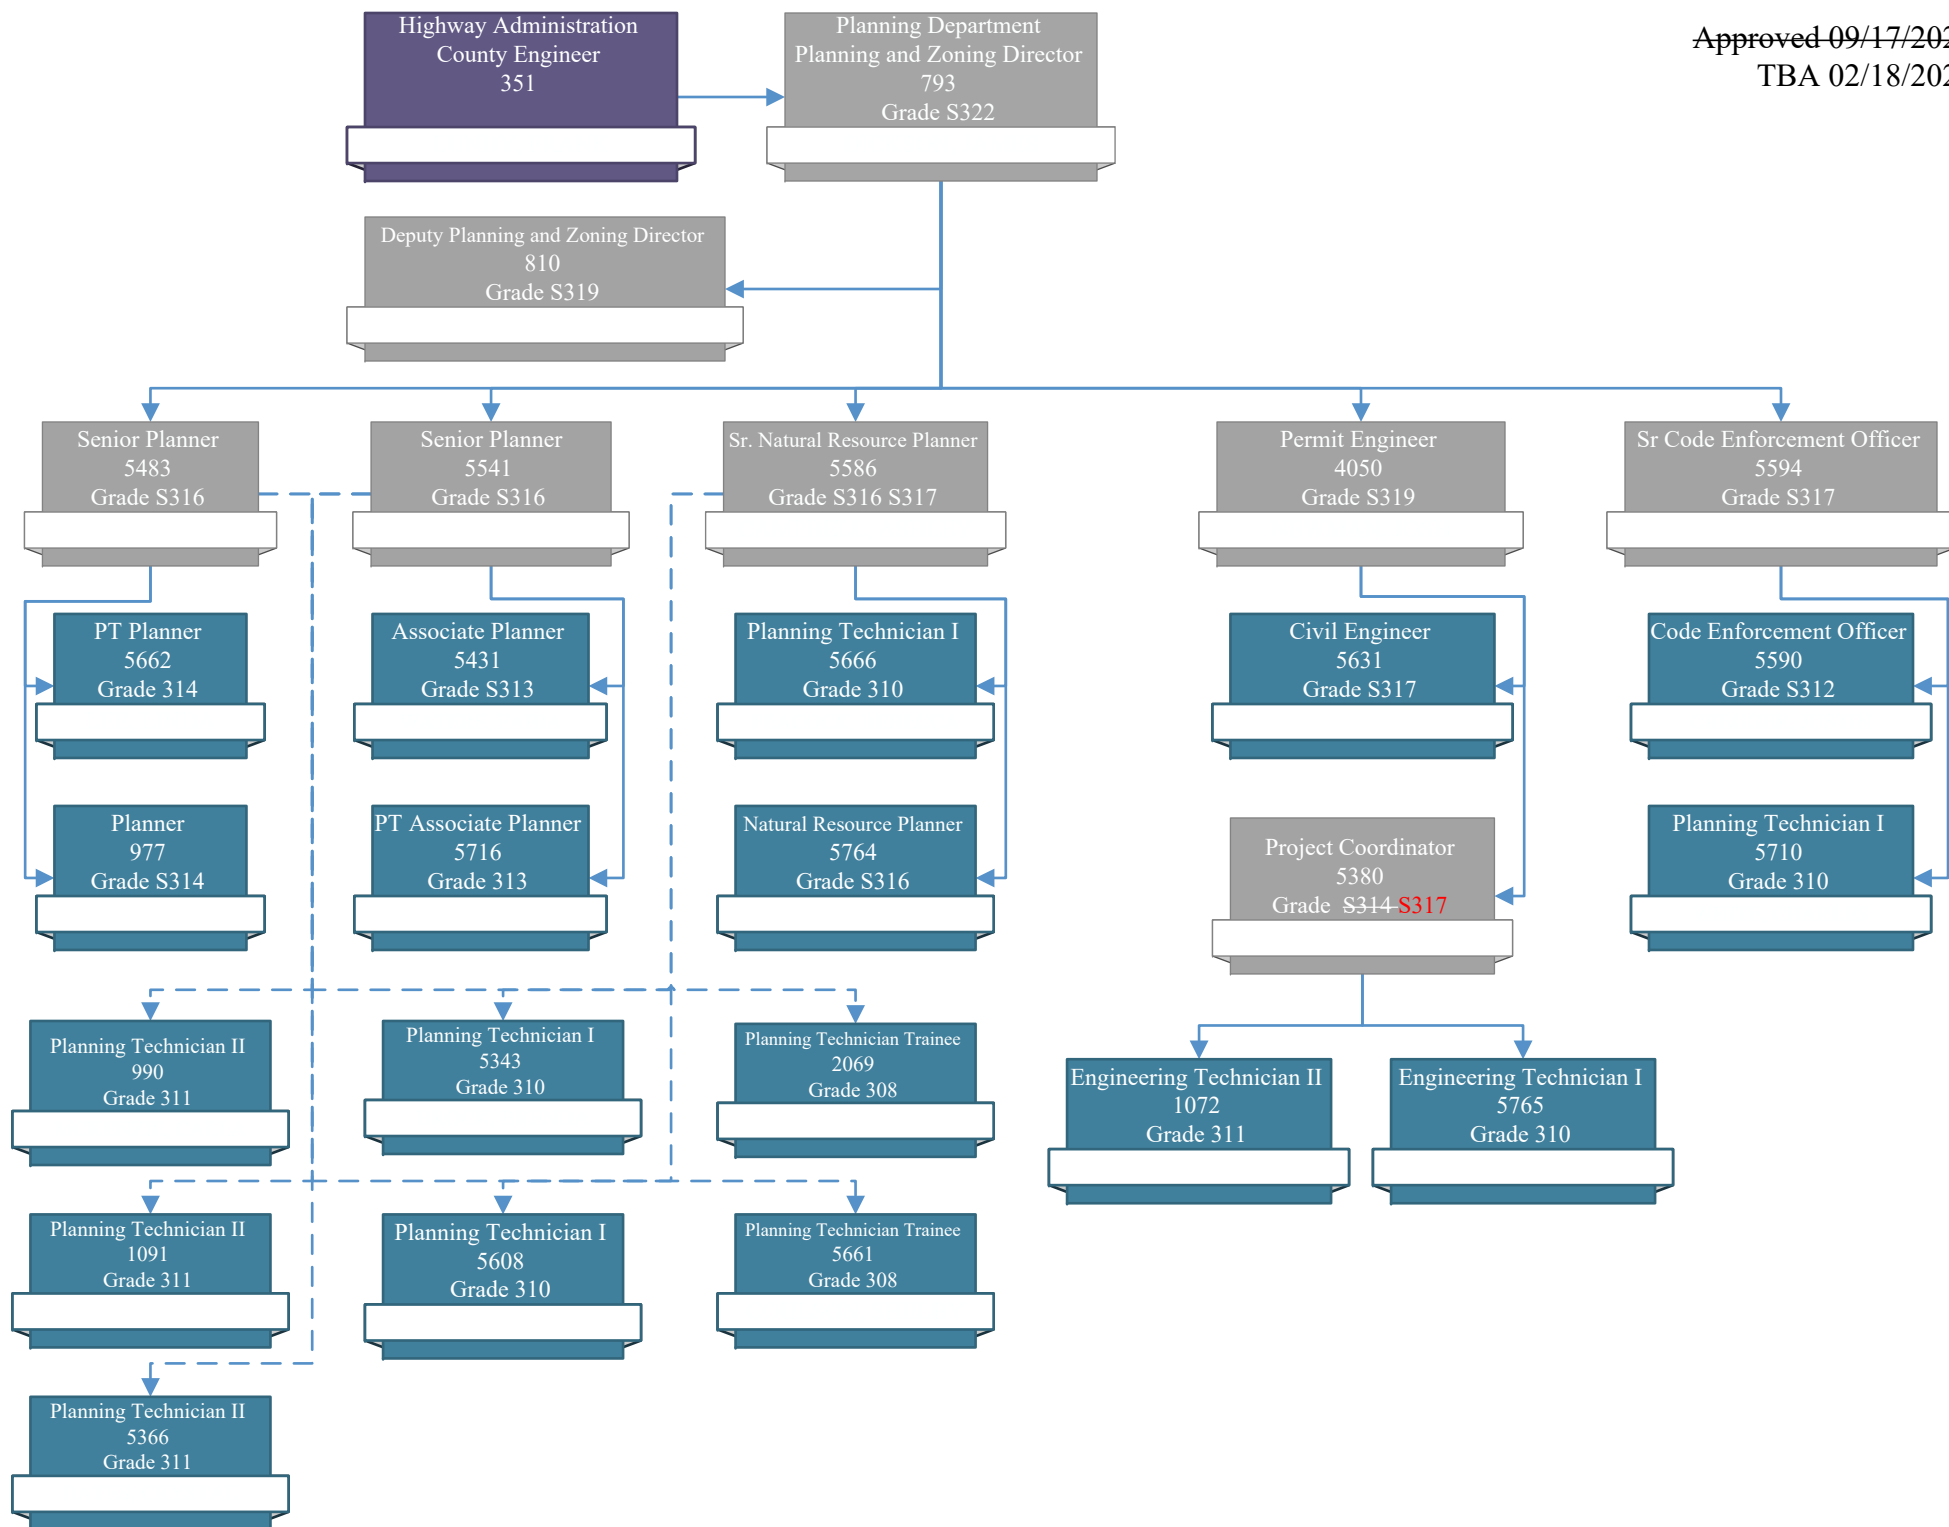 Highway Administration
County Engineer
351
Planning Department
Planning and Zoning Director
793
Grade S322
Approved 09/17/202
TBA 02/18/202
Deputy Planning and Zoning Director
810
Grade S319
Senior Planner
5483
Grade S316
Senior Planner
5541
Grade S316
Sr. Natural Resource Planner
5586
Grade S316 S317
Permit Engineer
4050
Grade S319
Sr Code Enforcement Officer
5594
Grade S317
PT Planner
5662
Grade 314
Associate Planner
5431
Grade S313
Planning Technician I
5666
Grade 310
Civil Engineer
5631
Grade S317
Code Enforcement Officer
5590
Grade S312
Planner
977
Grade S314
PT Associate Planner
5716
Grade 313
Natural Resource Planner
5764
Grade S316
Project Coordinator
5380
Grade S314 S317
Planning Technician I
5710
Grade 310
Planning Technician II
990
Grade 311
Planning Technician I
5343
Grade 310
Planning Technician Trainee
2069
Grade 308
Engineering Technician II
1072
Grade 311
Engineering Technician I
5765
Grade 310
Planning Technician II
1091
Grade 311
Planning Technician I
5608
Grade 310
Planning Technician Trainee
5661
Grade 308
Planning Technician II
5366
Grade 311